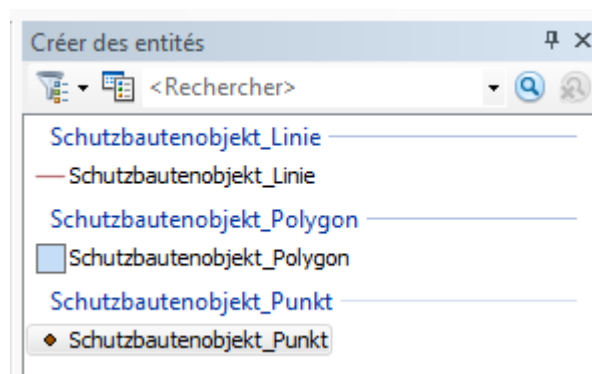 Créer des entités
<Rechercher>
Schutzbautenobjekt_Linie
Schutzbautenobjekt_Linie
Schutzbautenobjekt_Polygon
Schutzbautenobjekt_Polygon
Schutzbautenobjekt_Punkt
Schutzbautenobjekt_Punkt